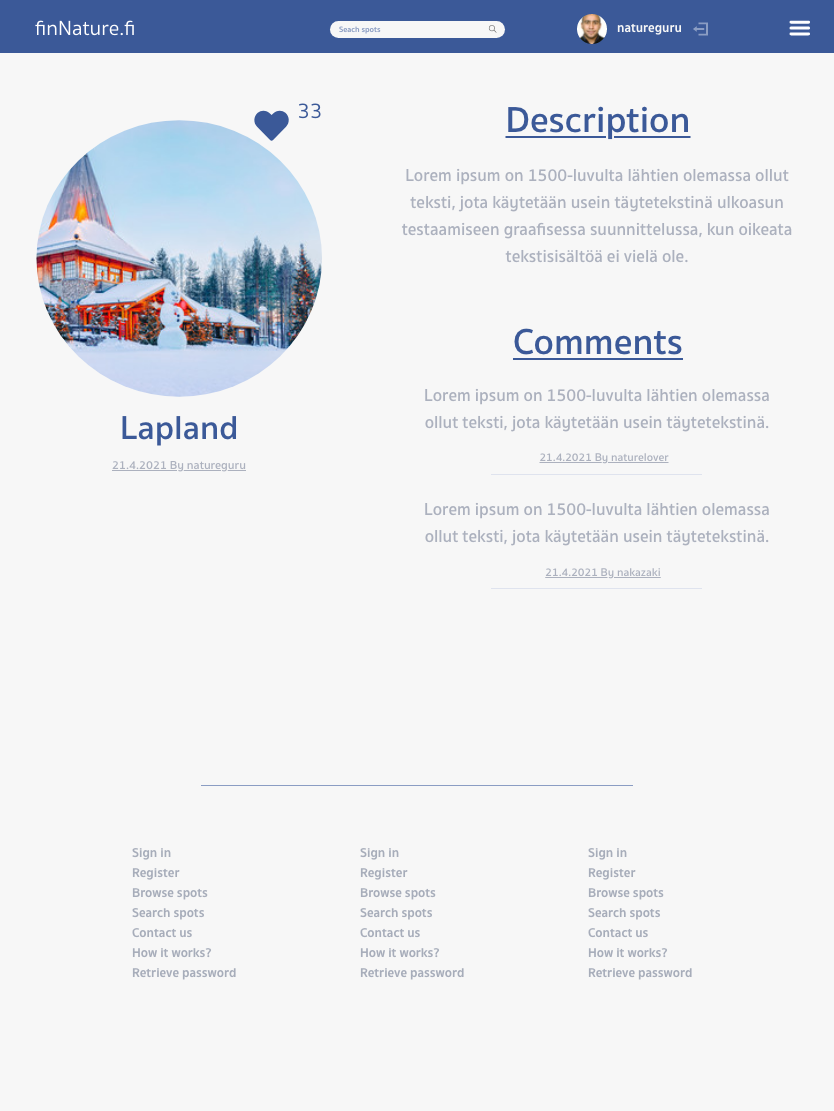 finNature.fi
Seach spots
natureguru
33
Lapland
21.4.2021 By natureguru
Description
Lorem ipsum on 1500-luvulta lähtien olemassa ollut
teksti, jota käytetään usein täytetekstinä ulkoasun
testaamiseen graafisessa suunnittelussa, kun oikeata
tekstisisältöä ei vielä ole.
Comments
Lorem ipsum on 1500-luvulta lähtien olemassa
ollut teksti, jota käytetään usein täytetekstinä.
21.4.2021 By naturelover
Lorem ipsum on 1500-luvulta lähtien olemassa
ollut teksti, jota käytetään usein täytetekstinä.
21.4.2021 By nakazaki
Sign in
Register
Browse spots
Search spots
Contact us
How it works?
Retrieve password
Sign in
Register
Browse spots
Search spots
Contact us
How it works?
Retrieve password
Sign in
Register
Browse spots
Search spots
Contact us
How it works?
Retrieve password